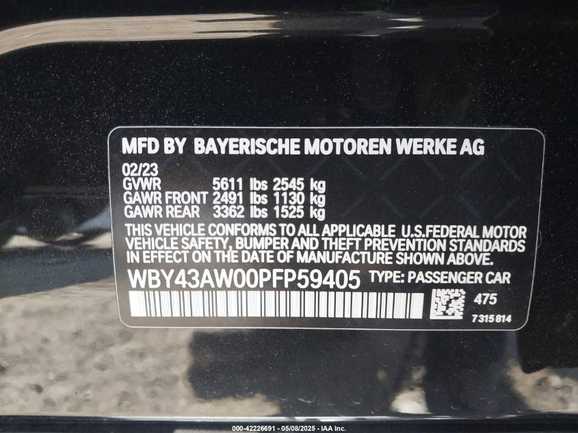 MFD BY BAYERISCHE MOTOREN WERKE AG
02/23
GVWR 5611 lbs 2545 kg
GAWR FRONT 2491 lbs 1130 kg
GAWR REAR 3362 lbs 1525 kg
THIS VEHICLE CONFORMS TO ALL APPLICABLE U.S.FEDERAL MOTOR
VEHICLE SAFETY, BUMPER AND THEFT PREVENTION STANDARDS
IN EFFECT ON THE DATE OF MANUFACTURE SHOWN ABOVE.
WBY43AW00PFP59405 TYPE: PASSENGER CAR
475
7315814
000-42226691 - 05/08/2025 - IAA Inc.